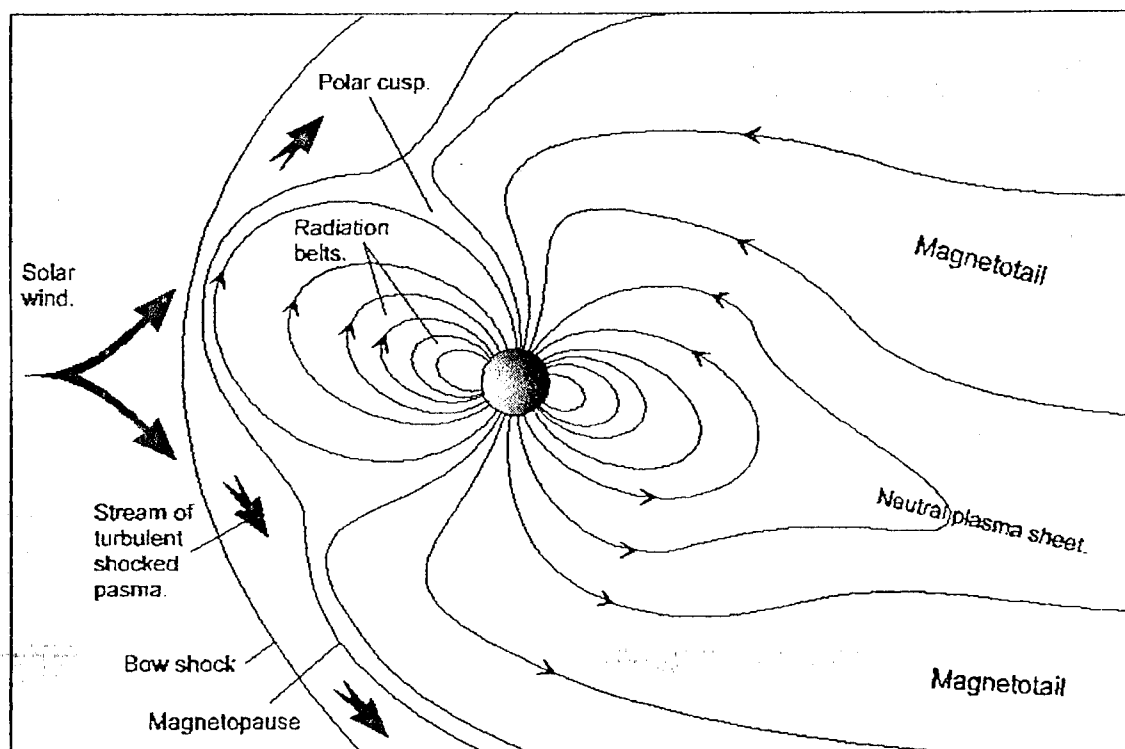 Polar cusp.
Radiation
belts.
Solar
wind.
Magnetotail
Neutral plasma sheet.
Stream of
turbulent
shocked
pasma.
Bow shock
Magnetopause
Magnetotail